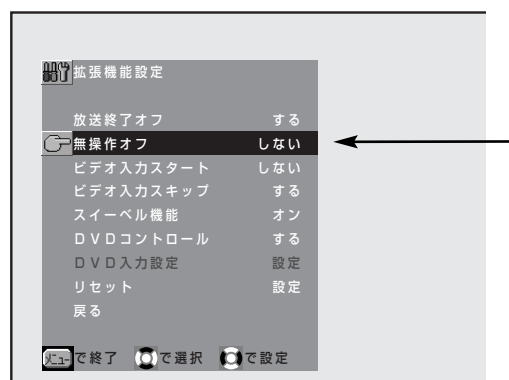 拡張機能設定
放送終了オフ する
無操作オフ しない
ビデオ入力スタート しない
ビデオ入力スキップ する
スイーベル機能 オン
DVDコントロール する
DVD入力設定 設定
リセット 設定
戻る
メニューで終了 で選択 で設定